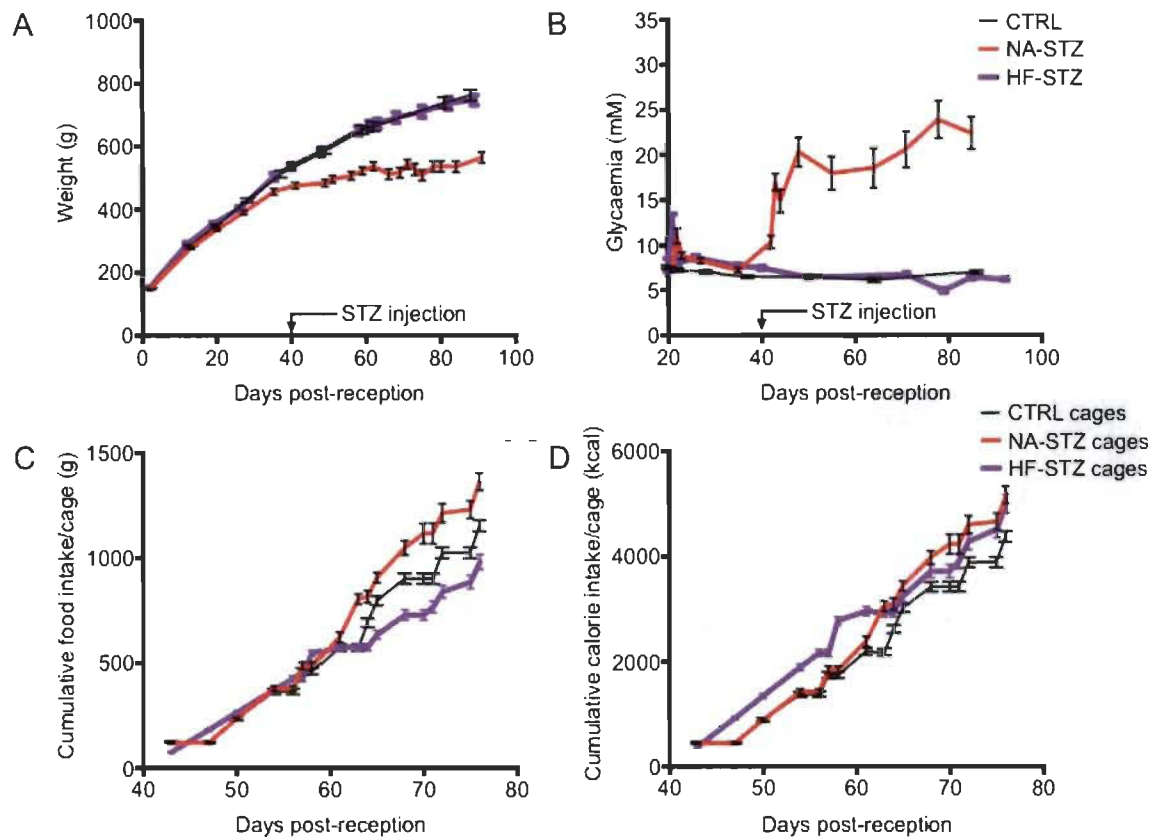 A
Weight (g)
1000
800
600
400
200
0
STZ injection
0 20 40 60 80 100
Days post-reception
B
Glycaemia (mM)
35
30
25
20
15
10
5
0
STZ injection
20 40 60 80 100
Days post-reception
CTRL
NA-STZ
HF-STZ
C
Cumulative food intake/cage (g)
1500
1000
500
0
40 50 60 70 80
Days post-reception
D
Cumulative calorie intake/cage (kcal)
6000
4000
2000
0
40 50 60 70 80
Days post-reception
CTRL cages
NA-STZ cages
HF-STZ cages